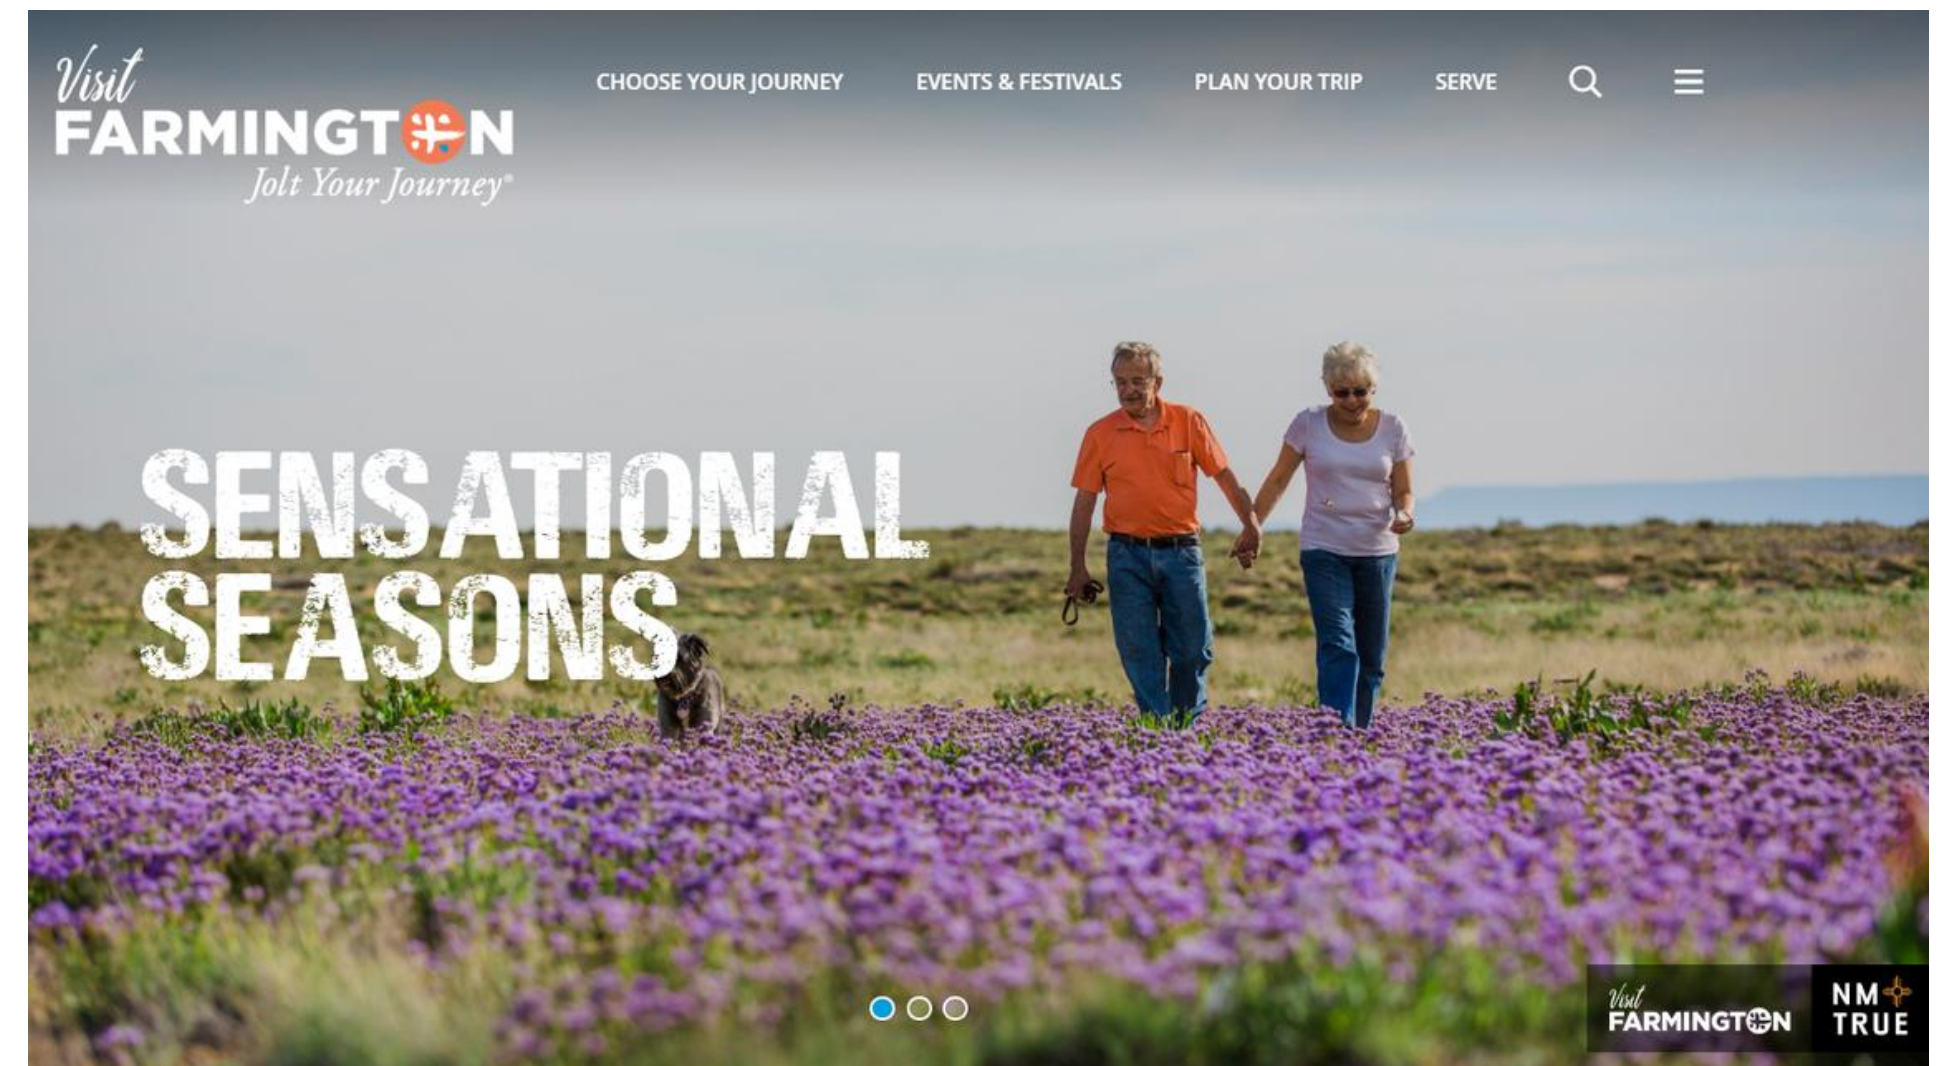 Visit
FARMINGTON
Jolt Your Journey®
CHOOSE YOUR JOURNEY
EVENTS & FESTIVALS
PLAN YOUR TRIP
SERVE
SENSATIONAL
SEASONS
Visit
FARMINGTON
NM
TRUE